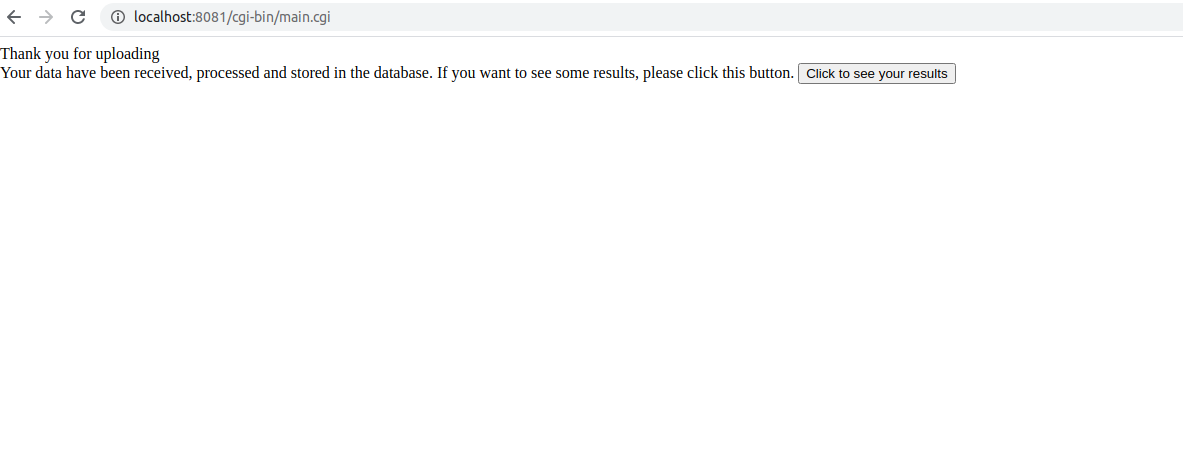 localhost:8081/cgi-bin/main.cgi
Thank you for uploading
Your data have been received, processed and stored in the database. If you want to see some results, please click this button. Click to see your results